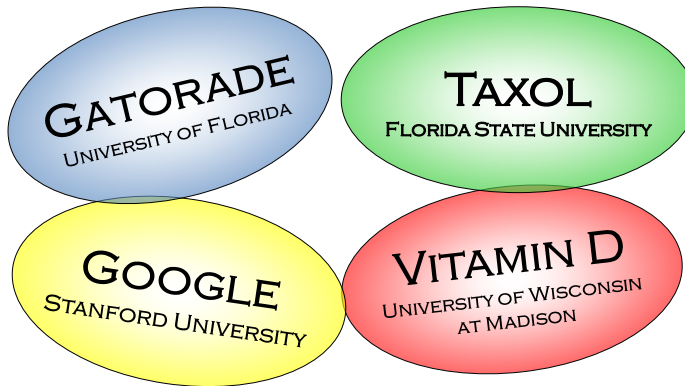 GATORADE
UNIVERSITY OF FLORIDA
TAXOL
FLORIDA STATE UNIVERSITY
GOOGLE
STANFORD UNIVERSITY
VITAMIN D
UNIVERSITY OF WISCONSIN
AT MADISON